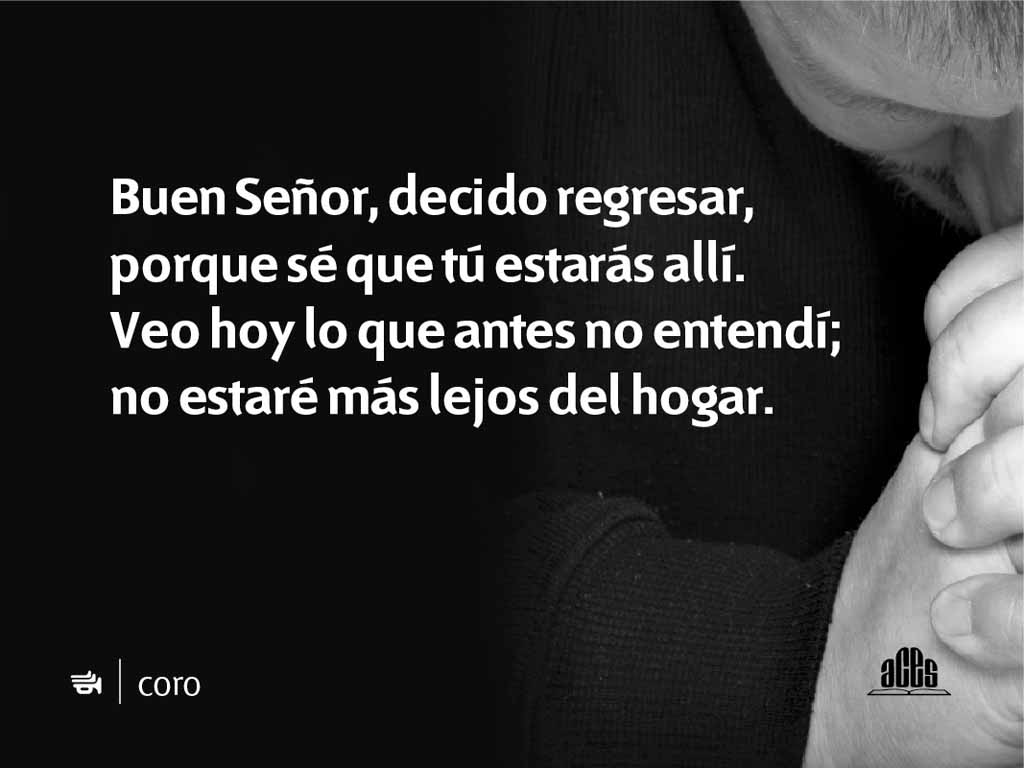 Buen Señor, decido regresar,
porque sé que tú estarás allí.
Veo hoy lo que antes no entendí;
no estaré más lejos del hogar.
coro
aces